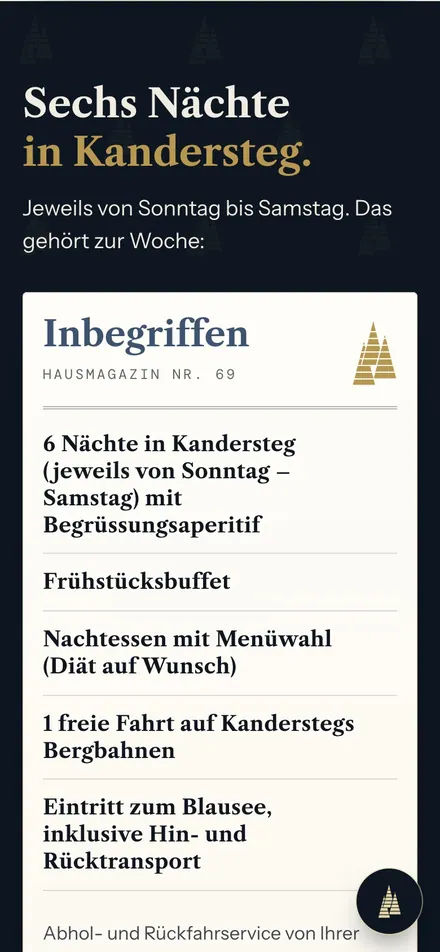 Sechs Nächte
in Kandersteg.
Jeweils von Sonntag bis Samstag. Das
gehört zur Woche:
Inbegriffen
HAUSMAGAZIN NR. 69
6 Nächte in Kandersteg
(jeweils von Sonntag –
Samstag) mit
Begrüssungsaperitif
Frühstücksbuffet
Nachtessen mit Menüwahl
(Diät auf Wunsch)
1 freie Fahrt auf Kanderstegs
Bergbahnen
Eintritt zum Blausee,
inklusive Hin- und
Rücktransport
Abhol- und Rückfahrservice von Ihrer